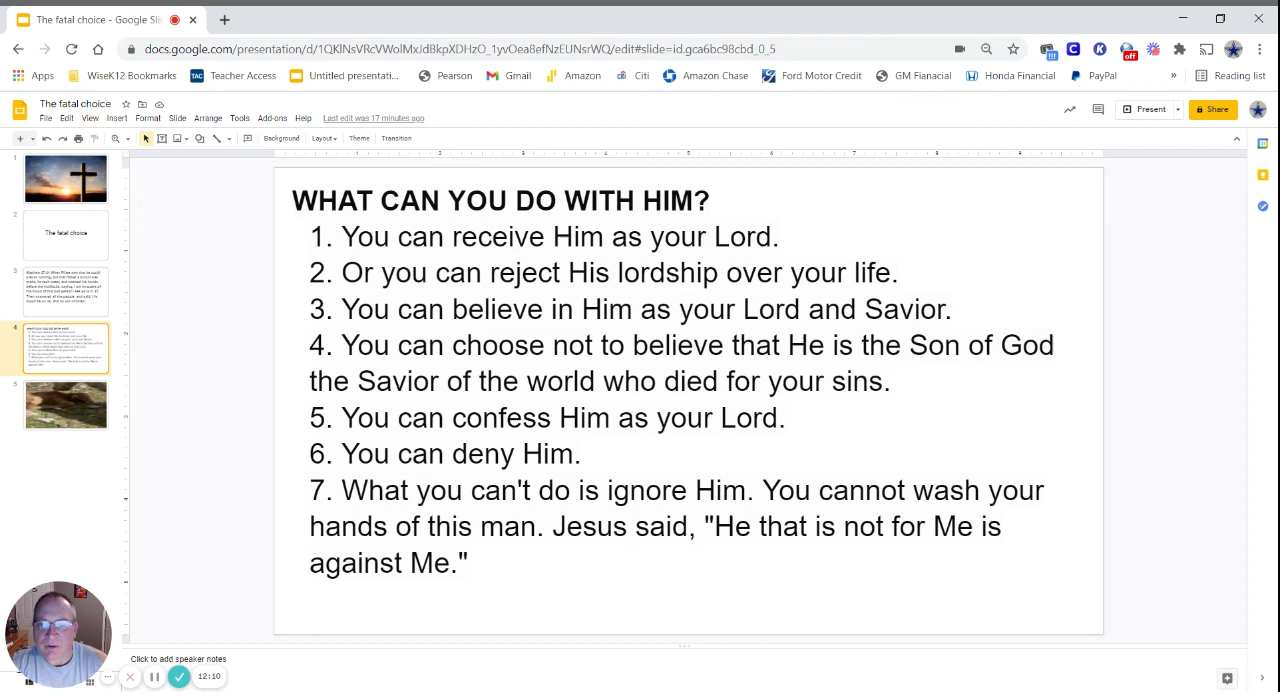 The fatal choice - Google Slic
docs.google.com/presentation/d/1QKlNsVRcVWolMxJdBkpXDHzO_1yvOea8efNzEUNsrWQ/edit#slide=id.gca6bc98cbd_0_5
Apps WiseK12 Bookmarks TAC Teacher Access Untitled presentati... Pearson Gmail Amazon citi Citi Amazon Chase Ford Motor Credit GM Fianacial Honda Financial PayPal » Reading list
off
The fatal choice
File Edit View Insert Format Slide Arrange Tools Add-ons Help Last edit was 17 minutes ago
Present Share
Background Layout Theme Transition
1
2
The fatal choice
3
4
5
WHAT CAN YOU DO WITH HIM?
1. You can receive Him as your Lord.
2. Or you can reject His lordship over your life.
3. You can believe in Him as your Lord and Savior.
4. You can choose not to believe that He is the Son of God
the Savior of the world who died for your sins.
5. You can confess Him as your Lord.
6. You can deny Him.
7. What you can't do is ignore Him. You cannot wash your
hands of this man. Jesus said, "He that is not for Me is
against Me."
Click to add speaker notes
12:10